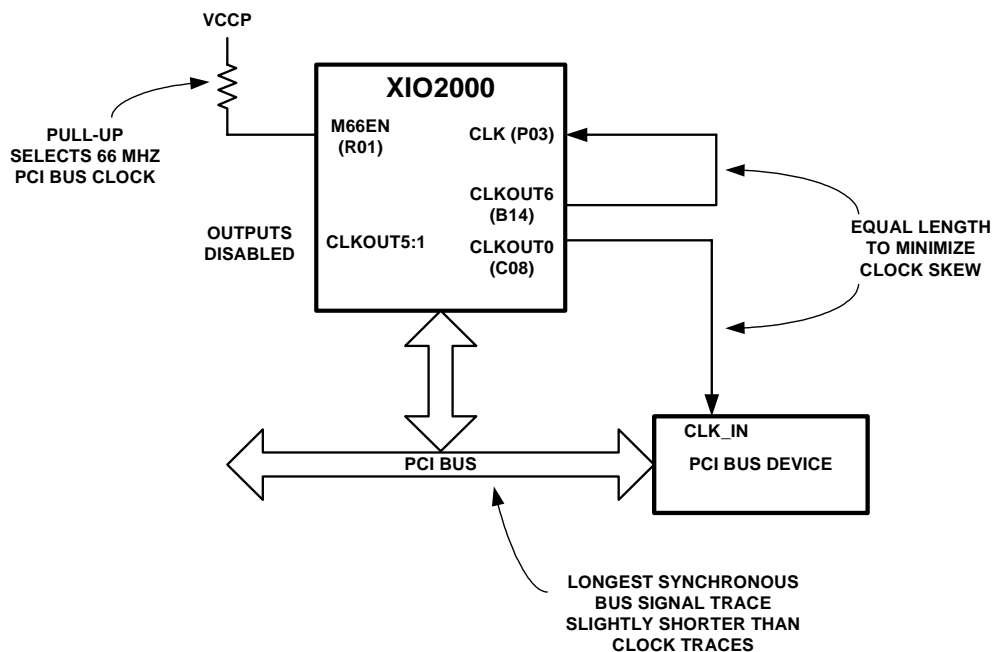 VCCP
XIO2000
PULL-UP
SELECTS 66 MHZ
PCI BUS CLOCK
M66EN
(R01)
CLK (P03)
CLKOUT6
(B14)
OUTPUTS
DISABLED
CLKOUT5:1
CLKOUT0
(C08)
EQUAL LENGTH
TO MINIMIZE
CLOCK SKEW
CLK_IN
PCI BUS DEVICE
PCI BUS
LONGEST SYNCHRONOUS
BUS SIGNAL TRACE
SLIGHTLY SHORTER THAN
CLOCK TRACES